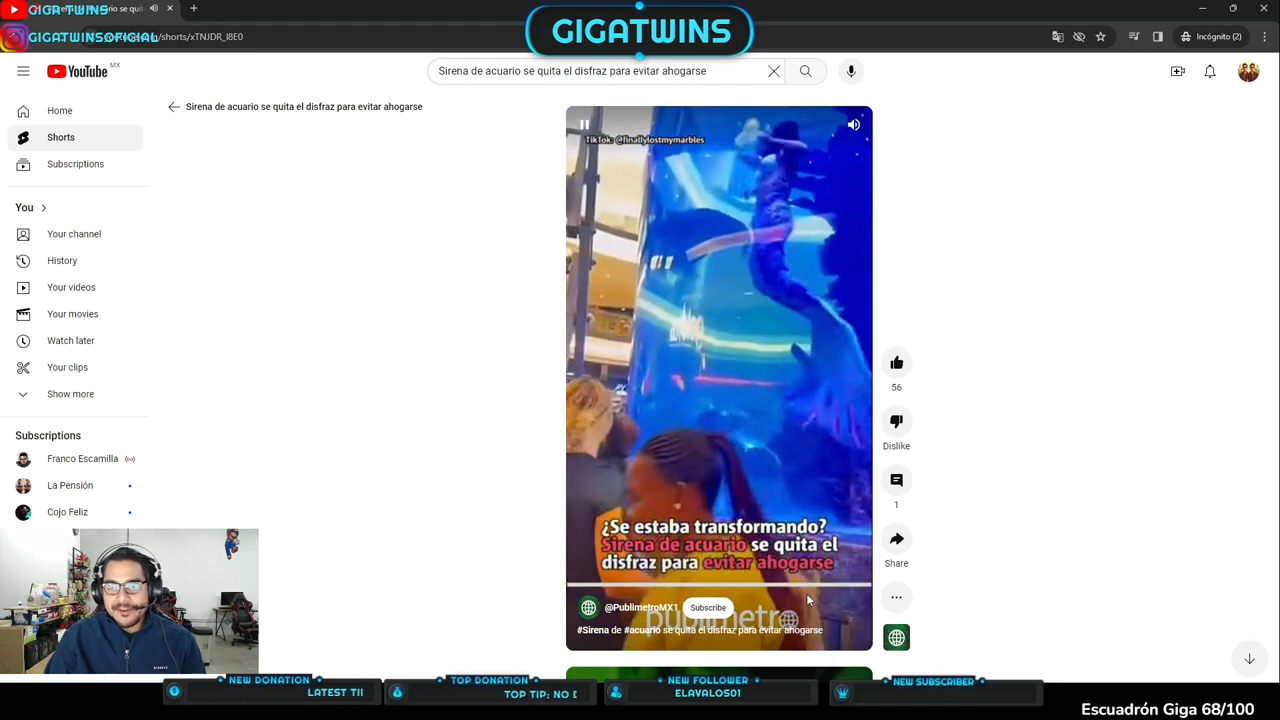 GIGA TWINS
GIGATWINSOFICIAL
/shorts/xTNJDR_I8E0
GIGATWINS
Incógnito (2)
YouTube MX
Sirena de acuario se quita el disfraz para evitar ahogarse
Home
Shorts
Subscriptions
You
Your channel
History
Your videos
Your movies
Watch later
Your clips
Show more
Subscriptions
Franco Escamilla
La Pensión
Cojo Feliz
Sirena de acuario se quita el disfraz para evitar ahogarse
TikTok: @finallylostmymarbles
¿Se estaba transformando?
Sirena de acuario se quita el
disfraz para evitar ahogarse
@PublimetroMX1
Subscribe
publimetro
#Sirena de #acuario se quita el disfraz para evitar ahogarse
56
Dislike
1
Share
NEW DONATION
LATEST TI
TOP DONATION
TOP TIP: NO
NEW FOLLOWER
ELAVALOS01
NEW SUBSCRIBER
Escuadrón Giga 68/100